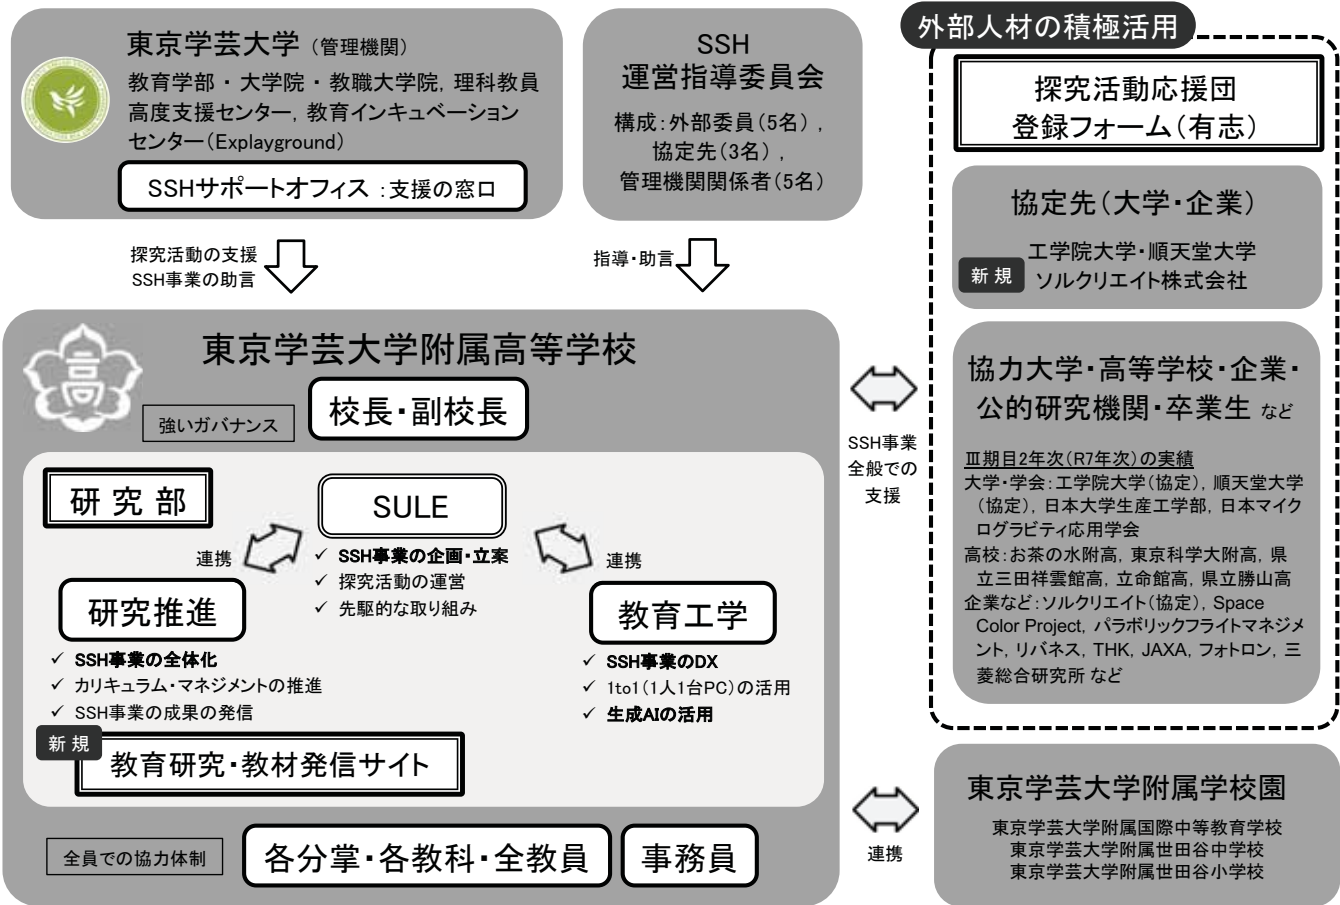 東京学芸大学（管理機関）
教育学部・大学院・教職大学院，理科教員
高度支援センター，教育インキュベーション
センター（Explayground）
SSHサポートオフィス：支援の窓口
SSH
運営指導委員会
構成：外部委員（5名），
協定先（3名），
管理機関関係者（5名）
外部人材の積極活用
探究活動応援団
登録フォーム（有志）
協定先（大学・企業）
工学院大学・順天堂大学
新規
ソルクリエイト株式会社
探究活動の支援
SSH事業の助言
指導・助言
協力大学・高等学校・企業・
公的研究機関・卒業生 など
Ⅲ期目2年次（R7年次）の実績
大学・学会：工学院大学（協定），順天堂大学
（協定），日本大学生産工学部，日本マイク
ログラビティ応用学会
高校：お茶の水附高，東京科学大附高，県
立三田祥雲館高，立命館高，県立勝山高
企業など：ソルクリエイト（協定），Space
Color Project，パラボリックフライトマネジメ
ント，リバネス，THK，JAXA，フォトロン，三
菱総合研究所 など
東京学芸大学附属高等学校
高
強いガバナンス
校長・副校長
SSH事業
全般での
支援
研究部
SULE
✓ SSH事業の企画・立案
✓ 探究活動の運営
✓ 先駆的な取り組み
連携
連携
研究推進
✓ SSH事業の全体化
✓ カリキュラム・マネジメントの推進
✓ SSH事業の成果の発信
教育工学
✓ SSH事業のDX
✓ 1to1（1人1台PC）の活用
✓ 生成AIの活用
新規
教育研究・教材発信サイト
全員での協力体制
各分掌・各教科・全教員
事務員
連携
東京学芸大学附属学校園
東京学芸大学附属国際中等教育学校
東京学芸大学附属世田谷中学校
東京学芸大学附属世田谷小学校